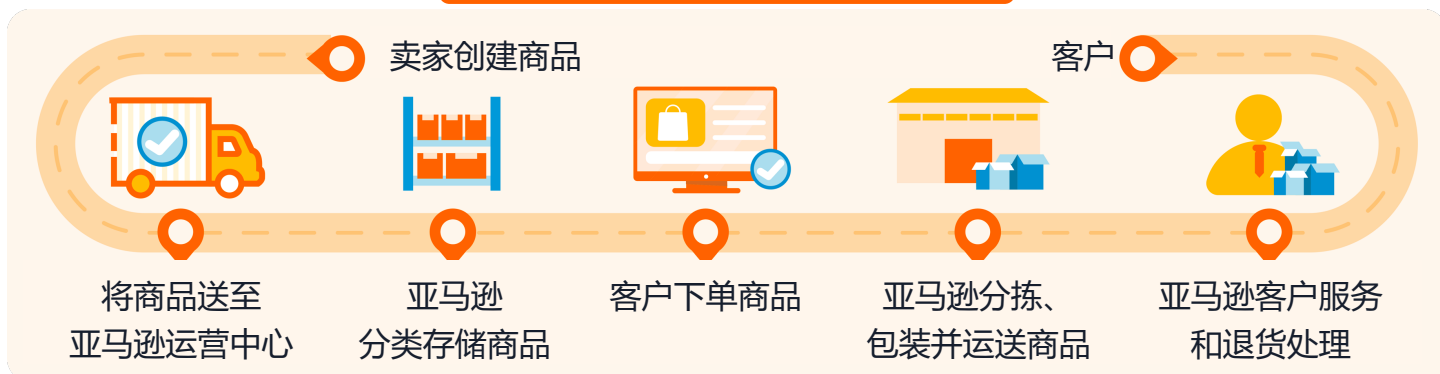 卖家创建商品
客户
将商品送至
亚马逊运营中心
亚马逊
分类存储商品
客户下单商品
亚马逊分拣、
包装并运送商品
亚马逊客户服务
和退货处理